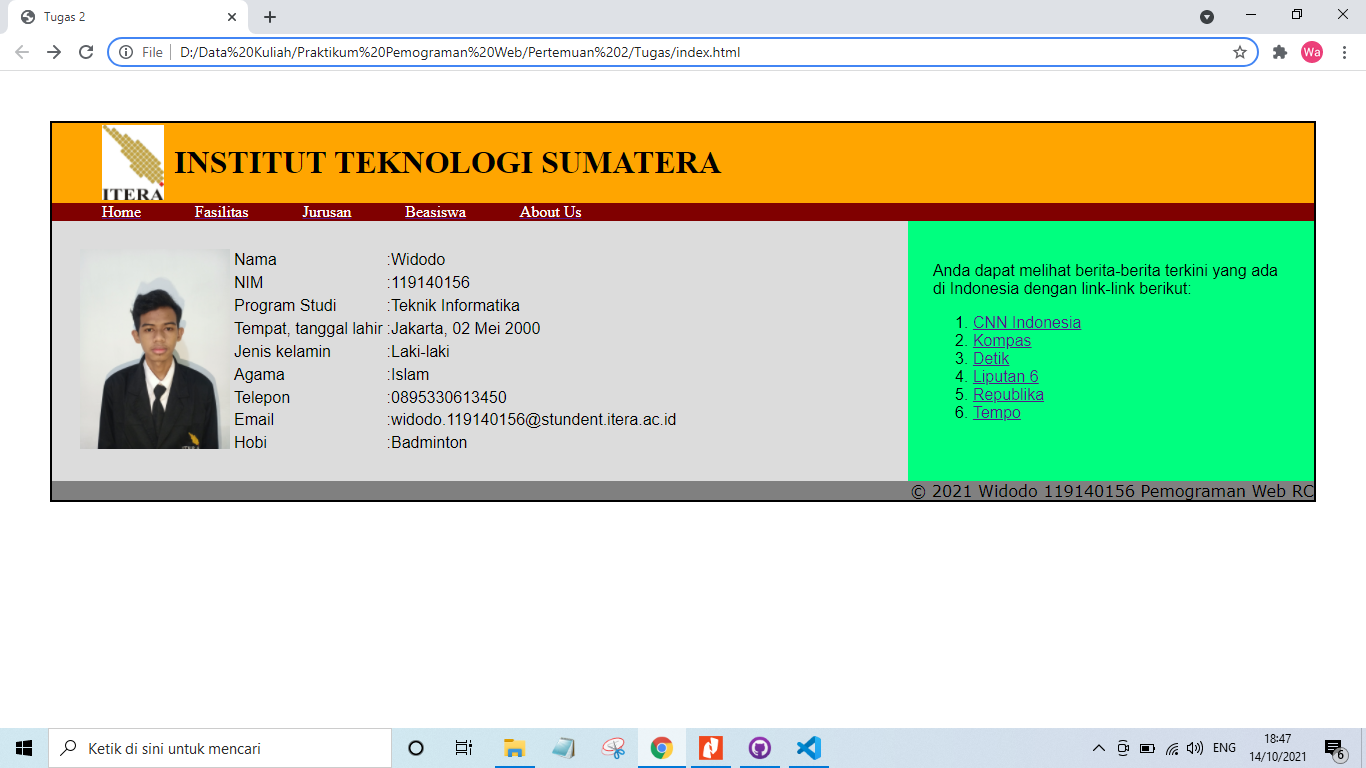 Tugas 2
File D:/Data%20Kuliah/Praktikum%20Pemograman%20Web/Pertemuan%202/Tugas/index.html
Wa
ITERA
INSTITUT TEKNOLOGI SUMATERA
Home Fasilitas Jurusan Beasiswa About Us
Nama :Widodo
NIM :119140156
Program Studi :Teknik Informatika
Tempat, tanggal lahir :Jakarta, 02 Mei 2000
Jenis kelamin :Laki-laki
Agama :Islam
Telepon :0895330613450
Email :widodo.119140156@stundent.itera.ac.id
Hobi :Badminton
Anda dapat melihat berita-berita terkini yang ada
di Indonesia dengan link-link berikut:
1. CNN Indonesia
2. Kompas
3. Detik
4. Liputan 6
5. Republika
6. Tempo
© 2021 Widodo 119140156 Pemograman Web RC
Ketik di sini untuk mencari
ENG
18:47
14/10/2021
6